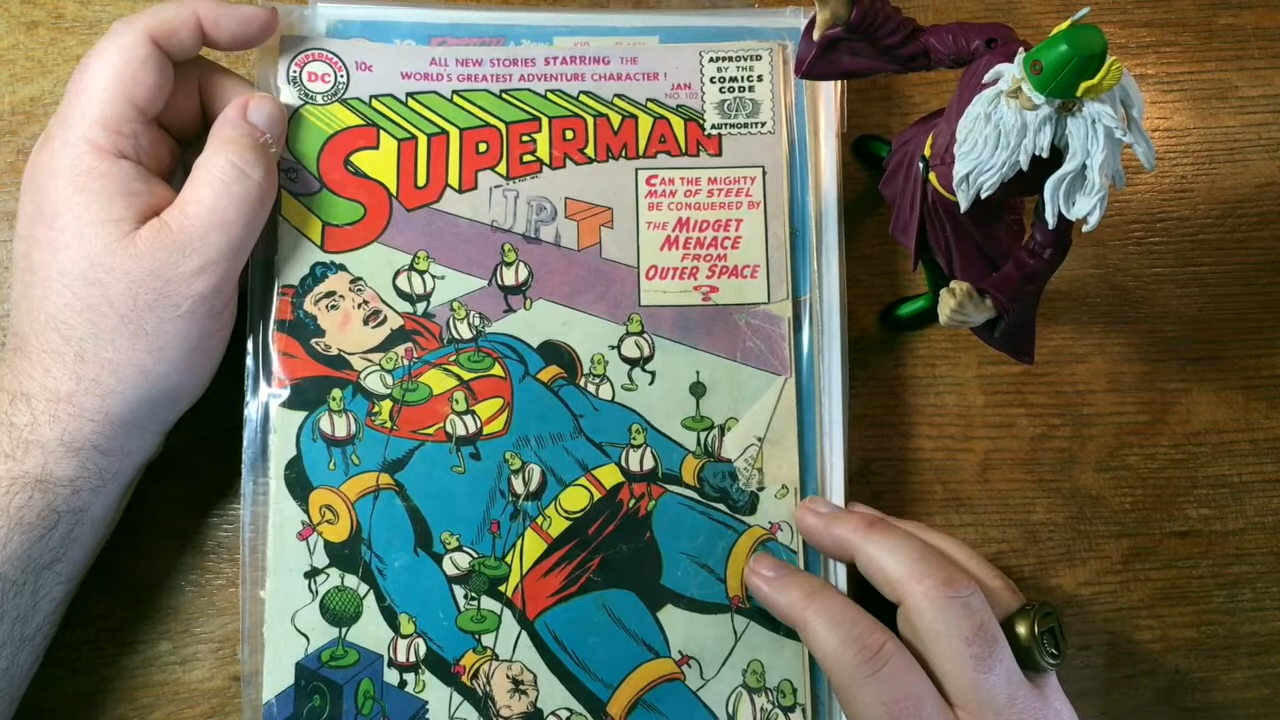 SUPERMAN
DC
NATIONAL COMICS
10c
ALL NEW STORIES STARRING THE
WORLD'S GREATEST ADVENTURE CHARACTER!
JAN.
NO. 102
APPROVED
BY THE
COMICS
CODE
CA
AUTHORITY
SUPERMAN
J.P. T
CAN THE MIGHTY
MAN OF STEEL
BE CONQUERED BY
THE MIDGET
MENACE
FROM
OUTER SPACE
?